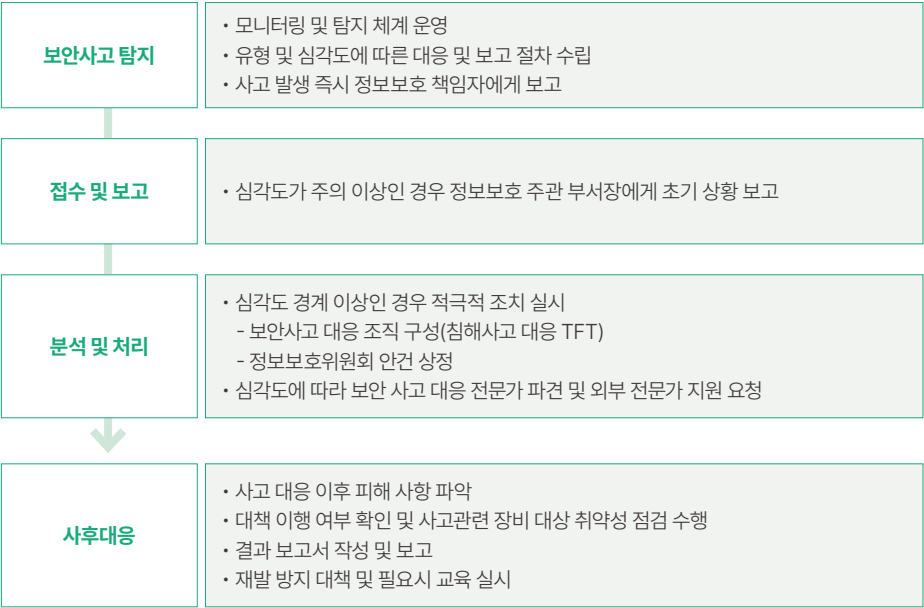 보안사고 탐지
• 모니터링 및 탐지 체계 운영
• 유형 및 심각도에 따른 대응 및 보고 절차 수립
• 사고 발생 즉시 정보보호 책임자에게 보고
접수 및 보고
• 심각도가 주의 이상인 경우 정보보호 주관 부서장에게 초기 상황 보고
분석 및 처리
• 심각도 경계 이상인 경우 적극적 조치 실시
- 보안사고 대응 조직 구성(침해사고 대응 TFT)
- 정보보호위원회 안건 상정
• 심각도에 따라 보안 사고 대응 전문가 파견 및 외부 전문가 지원 요청
사후대응
• 사고 대응 이후 피해 사항 파악
• 대책 이행 여부 확인 및 사고관련 장비 대상 취약성 점검 수행
• 결과 보고서 작성 및 보고
• 재발 방지 대책 및 필요시 교육 실시